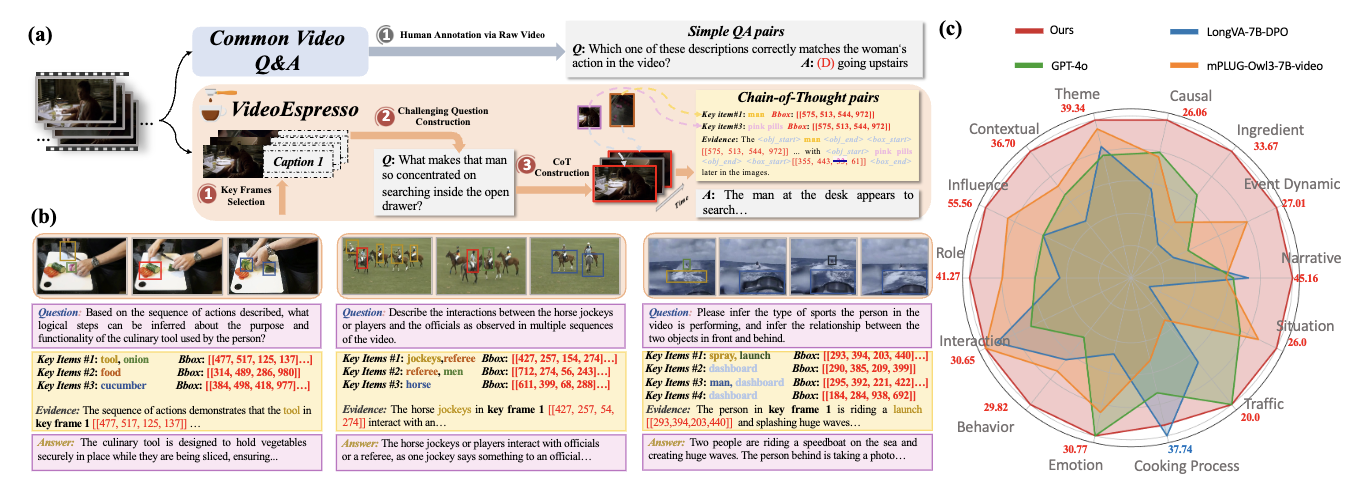 (a)
Common Video
Q&A
1 Human Annotation via Raw Video
Simple QA pairs
Q: Which one of these descriptions correctly matches the woman's
action in the video? A: (D) going upstairs
VideoEspresso
Caption 1
...
1 Key Frames
Selection
2 Challenging Question
Construction
Q: What makes that man
so concentrated on
searching inside the open
drawer?
3 CoT
Construction
Time
Chain-of-Thought pairs
Key item#1: man Bbox: [[575, 513, 544, 972]]
Key item#3: pink pills Bbox: [[575, 513, 544, 972]]
Evidence: The <obj_start> man <obj_end> <box_start>
[[575, 513, 544, 972]] ... with <obj_start> pink pills
<obj_end> <box_start>[[355, 443, 61]] <box_end>
later in the images.
A: The man at the desk appears to
search…
(b)
Question: Based on the sequence of actions described, what
logical steps can be inferred about the purpose and
functionality of the culinary tool used by the person?
Key Items #1: tool, onion Bbox: [[477, 517, 125, 137]…]
Key Items #2: food Bbox: [[314, 489, 286, 980]]
Key Items #3: cucumber Bbox: [[384, 498, 418, 977]…]
Evidence: The sequence of actions demonstrates that the tool in
key frame 1 [[477, 517, 125, 137]] …
Answer: The culinary tool is designed to hold vegetables
securely in place while they are being sliced, ensuring...
Question: Describe the interactions between the horse jockeys
or players and the officials as observed in multiple sequences
of the video.
Key Items #1: jockeys,referee Bbox: [[427, 257, 154, 274]…]
Key Items #2: referee, men Bbox: [[712, 274, 56, 243]…]
Key Items #3: horse Bbox: [[611, 399, 68, 288]…]
Evidence: The horse jockeys in key frame 1 [[427, 257, 54,
274]] interact with an…
Answer: The horse jockeys or players interact with officials
or a referee, as one jockey says something to an official…
Question: Please infer the type of sports the person in the
video is performing, and infer the relationship between the
two objects in front and behind.
Key Items #1: spray, launch Bbox: [[293, 394, 203, 440]…]
Key Items #2: dashboard Bbox: [[290, 385, 209, 399]]
Key Items #3: man, dashboard Bbox: [[295, 392, 221, 422]…]
Key Items #4: dashboard Bbox: [[184, 284, 938, 692]]
Evidence: The person in key frame 1 is riding a launch
[[293,394,203,440]] and splashing huge waves…
Answer: Two people are riding a speedboat on the sea and
creating huge waves. The person behind is taking a photo…
(c)
Ours
LongVA-7B-DPO
GPT-4o
mPLUG-Owl3-7B-video
Theme
39.34
Causal
26.06
Contextual
36.70
Ingredient
33.67
Influence
55.56
Event Dynamic
27.01
Role
41.27
Narrative
45.16
Interaction
30.65
Situation
26.0
29.82
Behavior
Traffic
20.0
30.77
Emotion
37.74
Cooking Process